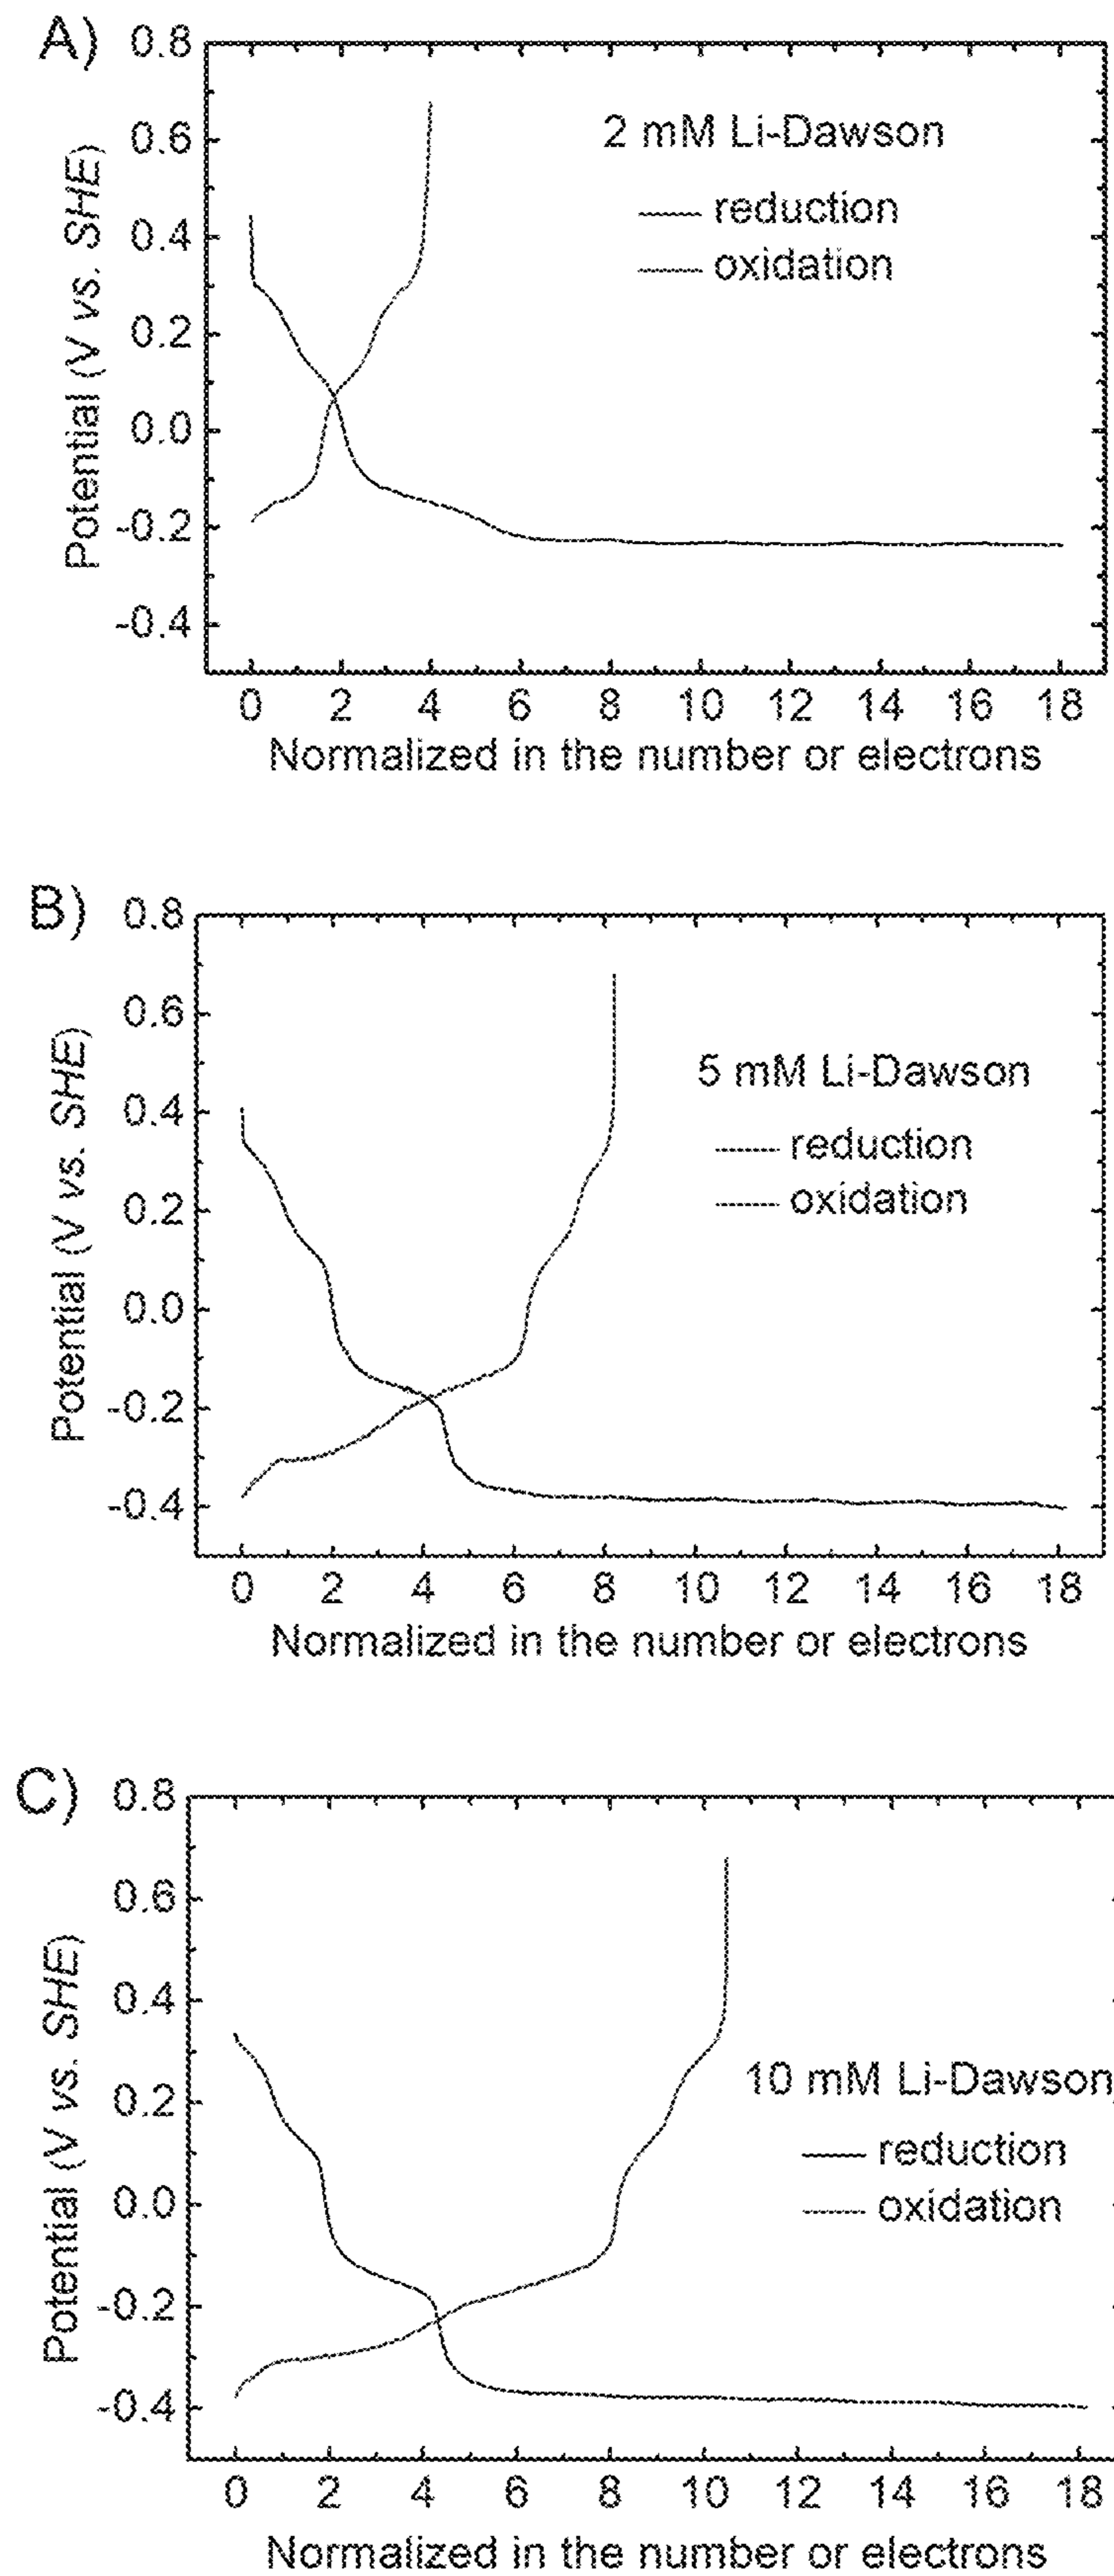 A)
0.8
0.6
0.4
0.2
0.0
-0.2
-0.4
Potential (V vs. SHE)
2 mM Li-Dawson
reduction
oxidation
0 2 4 6 8 10 12 14 16 18
Normalized in the number or electrons
B)
0.8
0.6
0.4
0.2
0.0
-0.2
-0.4
Potential (V vs. SHE)
5 mM Li-Dawson
reduction
oxidation
0 2 4 6 8 10 12 14 16 18
Normalized in the number or electrons
C)
0.8
0.6
0.4
0.2
0.0
-0.2
-0.4
Potential (V vs. SHE)
10 mM Li-Dawson
reduction
oxidation
0 2 4 6 8 10 12 14 16 18
Normalized in the number or electrons